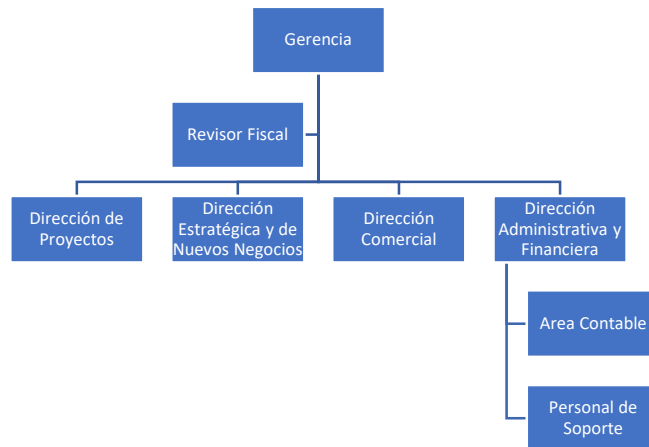 Gerencia
Revisor Fiscal
Dirección de
Proyectos
Dirección
Estratégica y de
Nuevos Negocios
Dirección
Comercial
Dirección
Administrativa y
Financiera
Area Contable
Personal de
Soporte